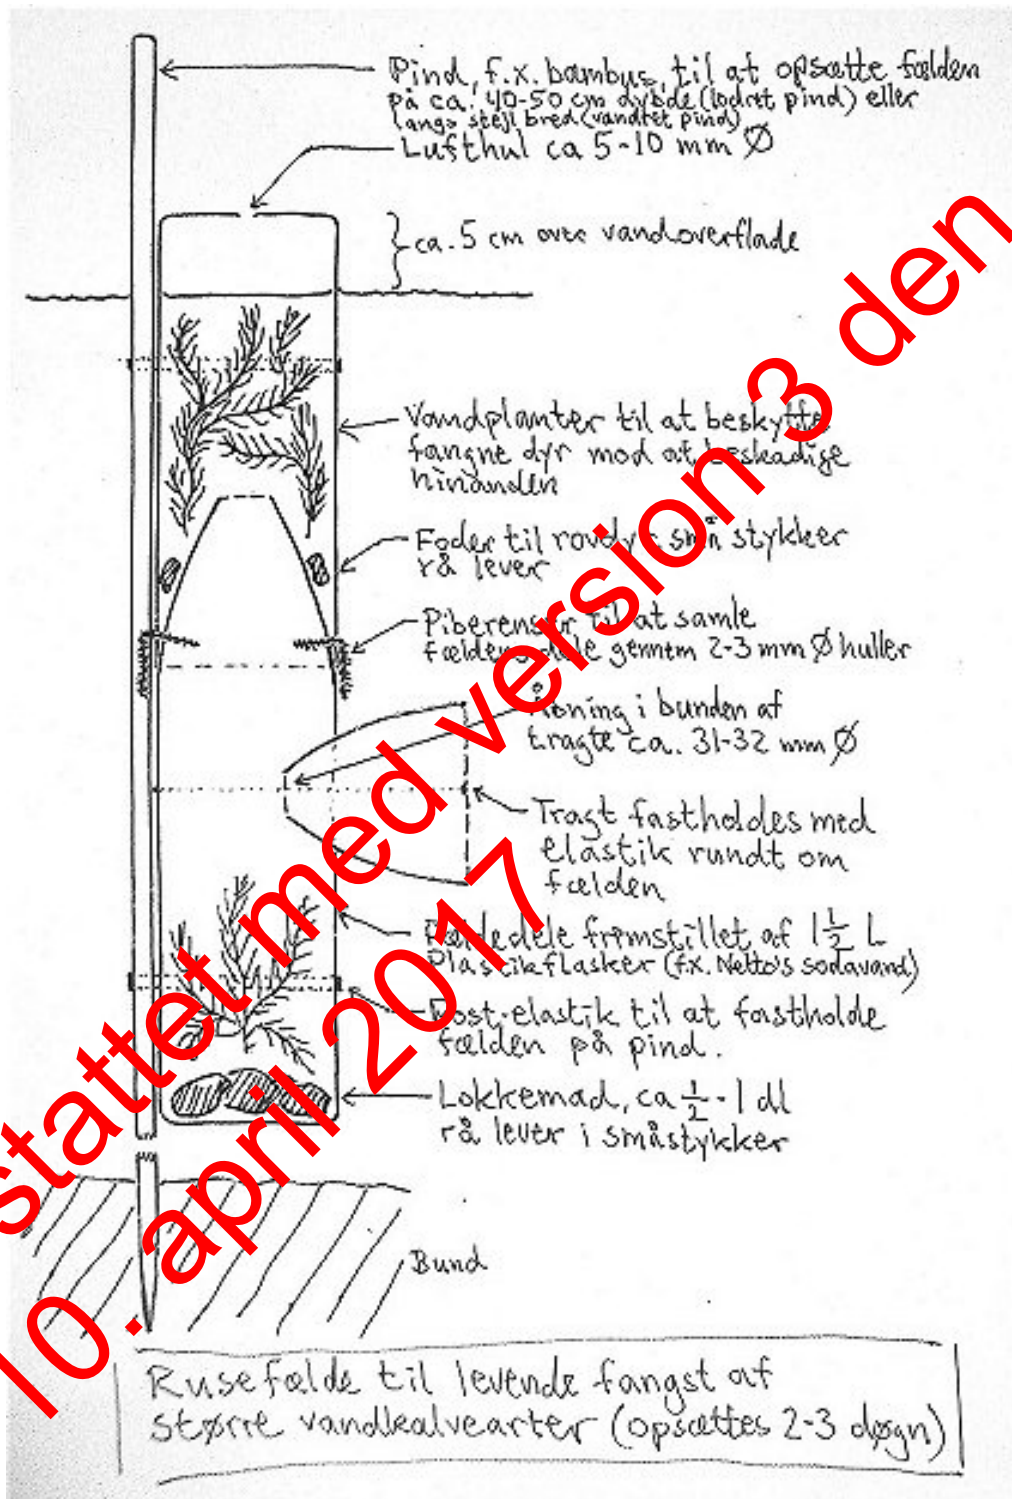 Pind, f.x. bambus, til at opsætte fælden
på ca. 40-50 cm dybde (lodret pind) eller
langs stejl bred (vandret pind)
Lufthul ca 5-10 mm Ø
ca. 5 cm over vandoverflade
Vandplanter til at beskytte
fangne dyr mod at beskadige
hinanden
Foder til rovdyr små stykker
rå lever
Piberenser til at samle
fældens dele gennem 2-3 mm Ø huller
Åbning i bunden af
tragte ca. 31-32 mm Ø
Tragt fastholdes med
elastik rundt om
fælden
Fældedele fremstillet af 1½ L
Plastikflasker (f.x. Netto's sodavand)
Post-elastik til at fastholde
fælden på pind.
Lokkemad, ca ½-1 dl
rå lever i småstykker
Bund
Rusefælde til levende fangst af
større vandkalvearter (opsættes 2-3 døgn)
stattet med version 3 den
10. april 2017